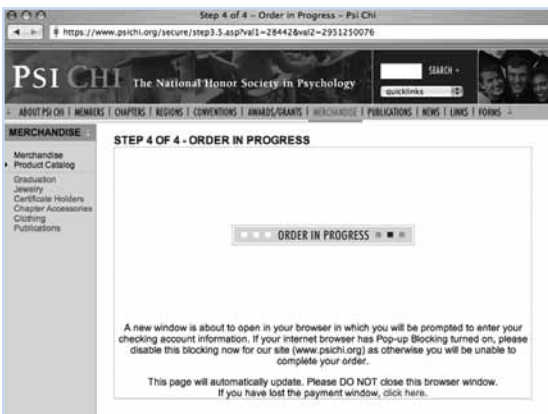 Step 4 of 4 – Order in Progress – Psi Chi
https://www.psichi.org/secure/step3.5.asp?val1=28442&val2=2951250076
PSI CHI The National Honor Society in Psychology
SEARCH
quicklinks
ABOUT PSI CHI | MEMBERS | CHAPTERS | REGIONS | CONVENTIONS | AWARDS/GRANTS | MERCHANDISE | PUBLICATIONS | NEWS | LINKS | FORMS
MERCHANDISE
Merchandise
Product Catalog
Graduation
Jewelry
Certificate Holders
Chapter Accessories
Clothing
Publications
STEP 4 OF 4 - ORDER IN PROGRESS
ORDER IN PROGRESS
A new window is about to open in your browser in which you will be prompted to enter your
checking account information. If your internet browser has Pop-up Blocking turned on, please
disable this blocking now for our site (www.psichi.org) as otherwise you will be unable to
complete your order.
This page will automatically update. Please DO NOT close this browser window.
If you have lost the payment window, click here.